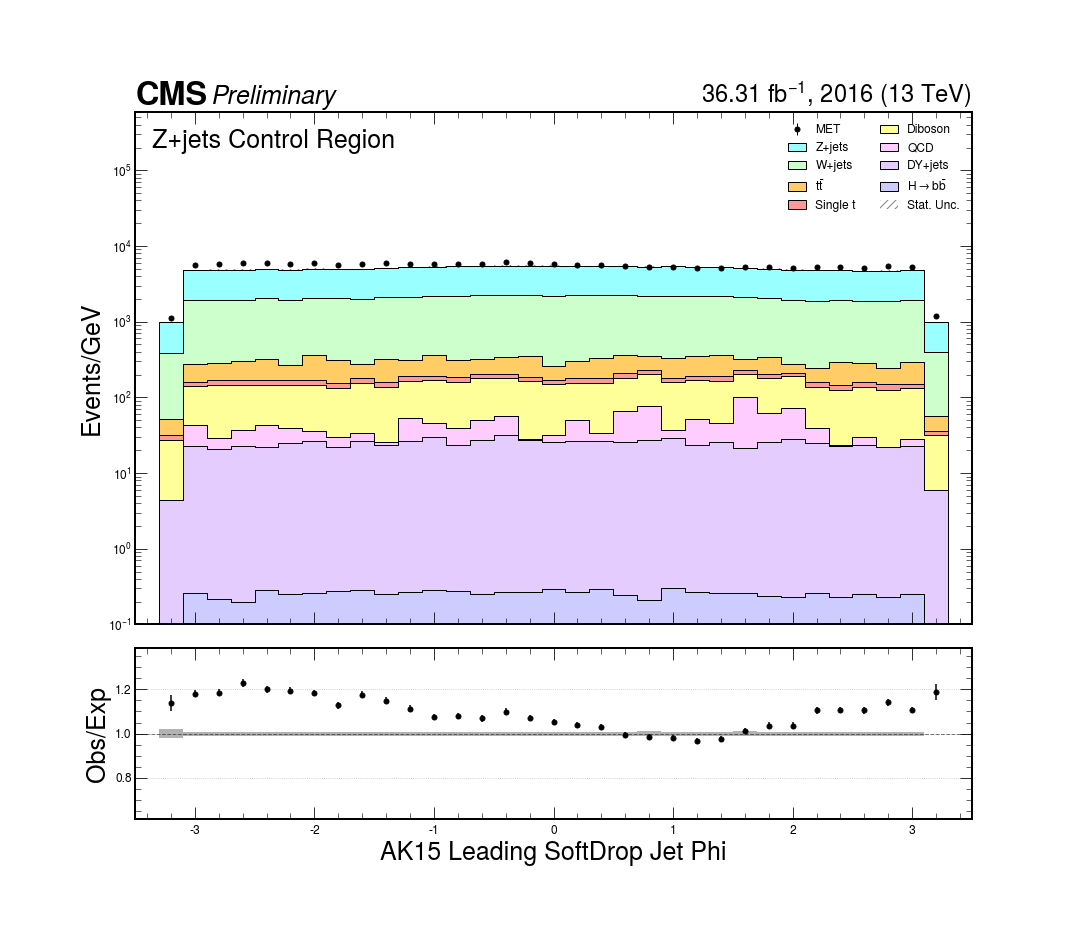 CMS Preliminary
36.31 fb⁻¹, 2016 (13 TeV)
Z+jets Control Region
MET
Z+jets
W+jets
tt̄
Single t
Diboson
QCD
DY+jets
H→bb̄
Stat. Unc.
Events/GeV
10⁵
10⁴
10³
10²
10¹
10⁰
10⁻¹
Obs/Exp
1.2
1.0
0.8
-3 -2 -1 0 1 2 3
AK15 Leading SoftDrop Jet Phi